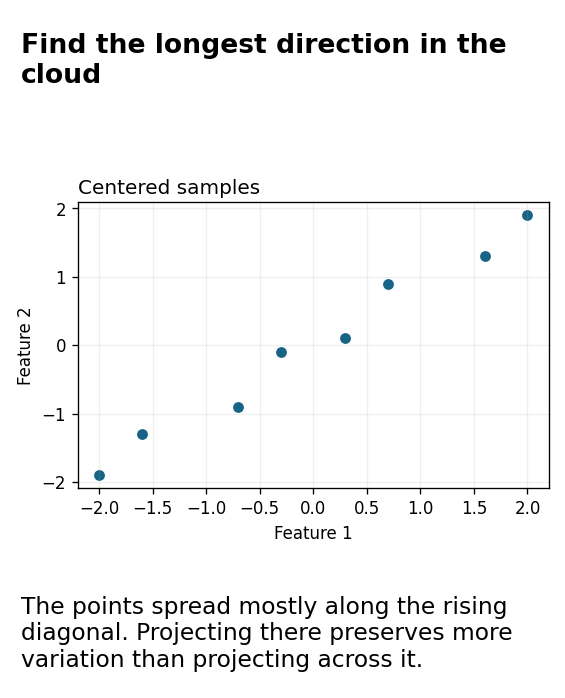 Find the longest direction in the
cloud
Centered samples
2
1
0
−1
−2
Feature 2
−2.0 −1.5 −1.0 −0.5 0.0 0.5 1.0 1.5 2.0
Feature 1
The points spread mostly along the rising
diagonal. Projecting there preserves more
variation than projecting across it.